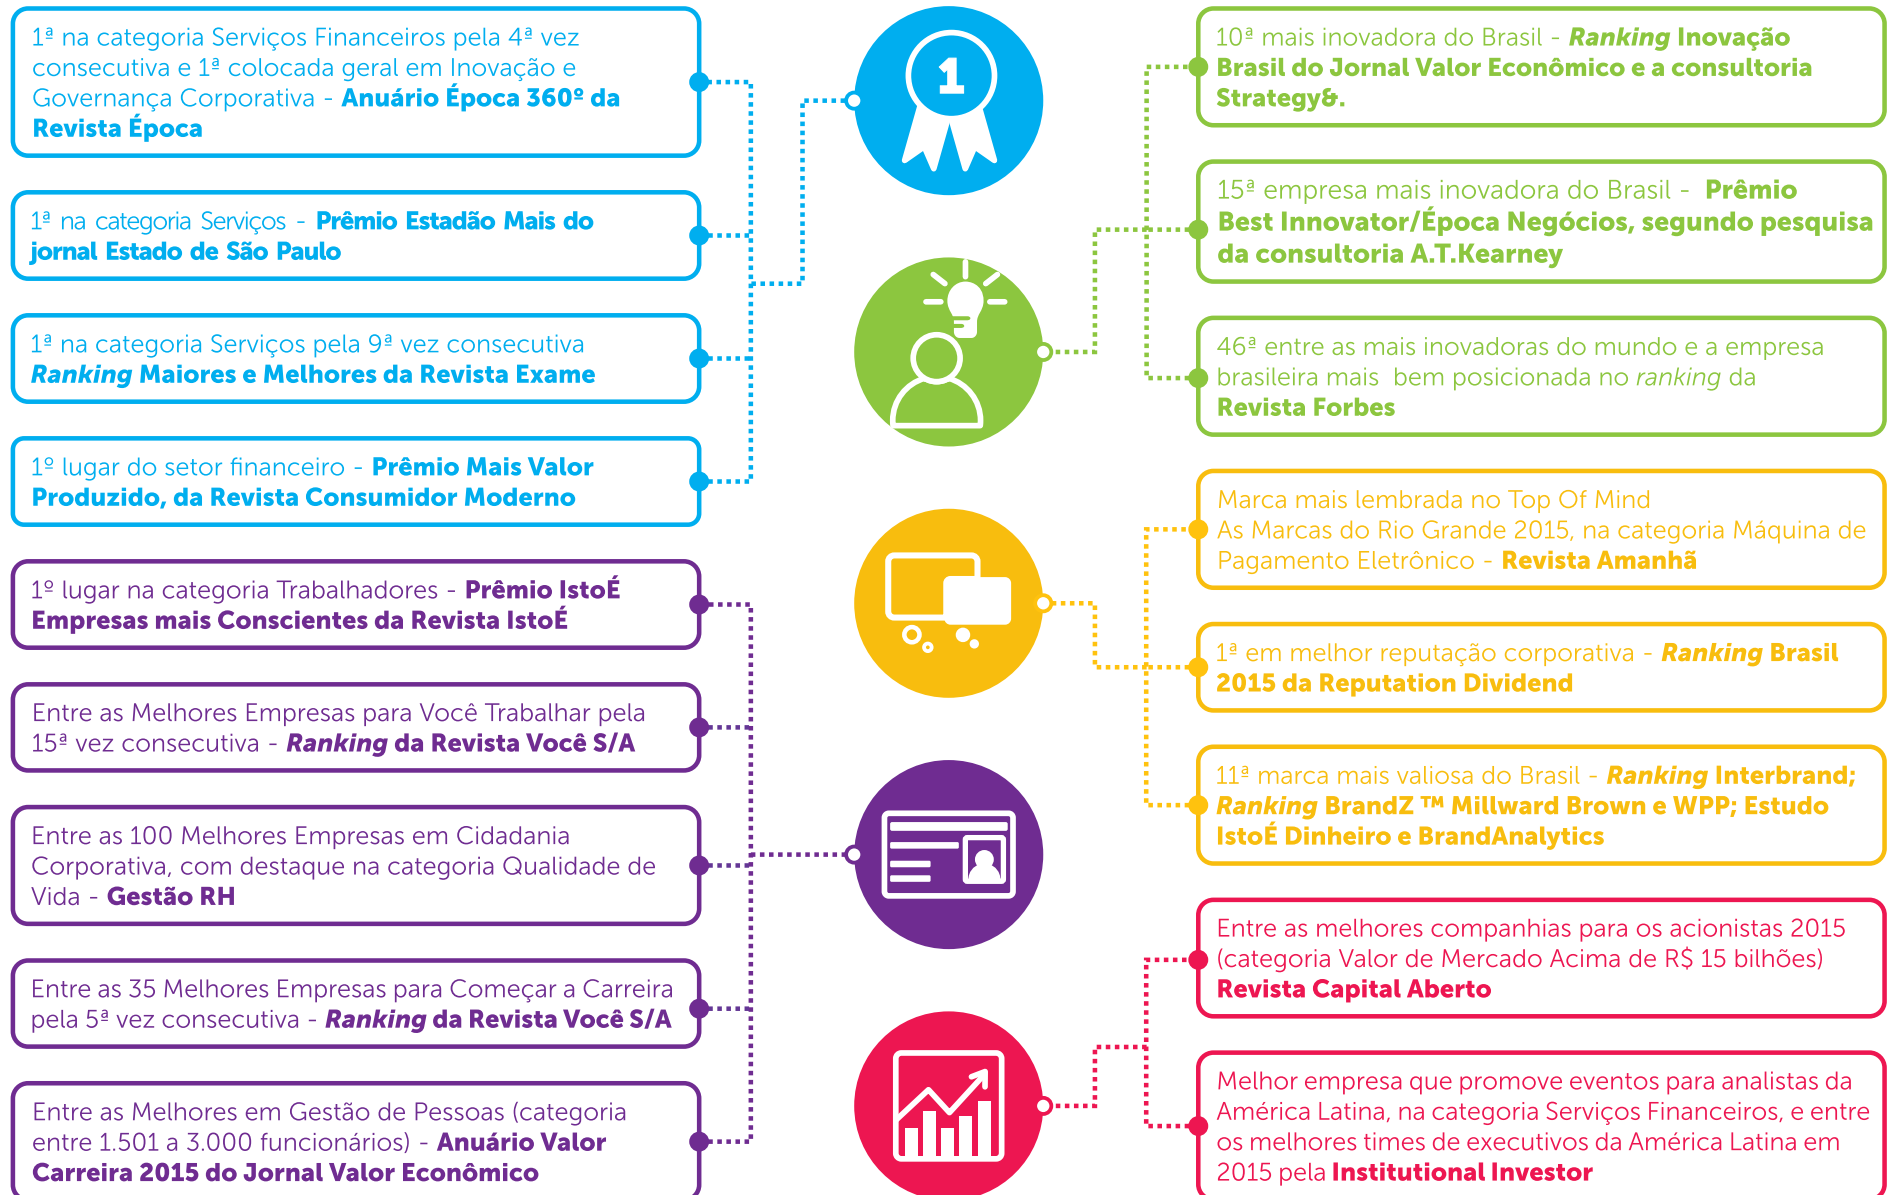 1ª na categoria Serviços Financeiros pela 4ª vez
consecutiva e 1ª colocada geral em Inovação e
Governança Corporativa - Anuário Época 360º da
Revista Época
1ª na categoria Serviços - Prêmio Estadão Mais do
jornal Estado de São Paulo
1ª na categoria Serviços pela 9ª vez consecutiva
Ranking Maiores e Melhores da Revista Exame
1º lugar do setor financeiro - Prêmio Mais Valor
Produzido, da Revista Consumidor Moderno
1º lugar na categoria Trabalhadores - Prêmio IstoÉ
Empresas mais Conscientes da Revista IstoÉ
Entre as Melhores Empresas para Você Trabalhar pela
15ª vez consecutiva - Ranking da Revista Você S/A
Entre as 100 Melhores Empresas em Cidadania
Corporativa, com destaque na categoria Qualidade de
Vida - Gestão RH
Entre as 35 Melhores Empresas para Começar a Carreira
pela 5ª vez consecutiva - Ranking da Revista Você S/A
Entre as Melhores em Gestão de Pessoas (categoria
entre 1.501 a 3.000 funcionários) - Anuário Valor
Carreira 2015 do Jornal Valor Econômico
1
10ª mais inovadora do Brasil - Ranking Inovação
Brasil do Jornal Valor Econômico e a consultoria
Strategy&.
15ª empresa mais inovadora do Brasil - Prêmio
Best Innovator/Época Negócios, segundo pesquisa
da consultoria A.T.Kearney
46ª entre as mais inovadoras do mundo e a empresa
brasileira mais bem posicionada no ranking da
Revista Forbes
Marca mais lembrada no Top Of Mind
As Marcas do Rio Grande 2015, na categoria Máquina de
Pagamento Eletrônico - Revista Amanhã
1ª em melhor reputação corporativa - Ranking Brasil
2015 da Reputation Dividend
11ª marca mais valiosa do Brasil - Ranking Interbrand;
Ranking BrandZ ™ Millward Brown e WPP; Estudo
IstoÉ Dinheiro e BrandAnalytics
Entre as melhores companhias para os acionistas 2015
(categoria Valor de Mercado Acima de R$ 15 bilhões)
Revista Capital Aberto
Melhor empresa que promove eventos para analistas da
América Latina, na categoria Serviços Financeiros, e entre
os melhores times de executivos da América Latina em
2015 pela Institutional Investor